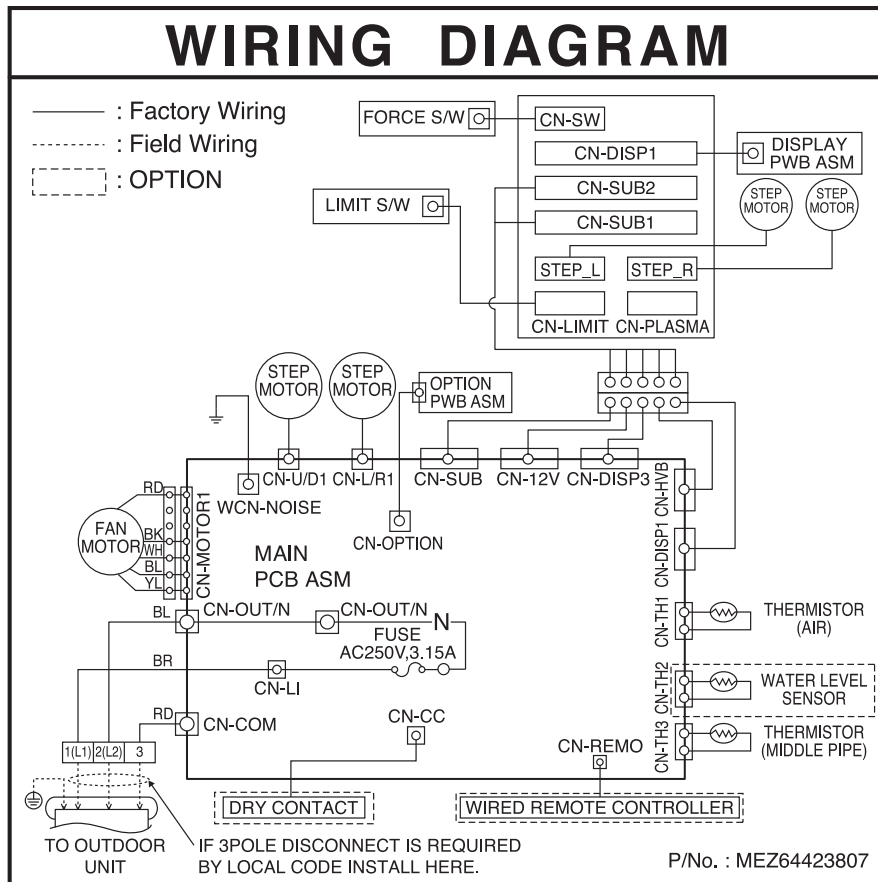 WIRING DIAGRAM
: Factory Wiring
: Field Wiring
: OPTION
FORCE S/W
CN-SW
CN-DISP1
DISPLAY
PWB ASM
LIMIT S/W
CN-SUB2
CN-SUB1
STEP
MOTOR
STEP
MOTOR
STEP_L
STEP_R
CN-LIMIT
CN-PLASMA
STEP
MOTOR
STEP
MOTOR
OPTION
PWB ASM
CN-U/D1
CN-L/R1
CN-SUB
CN-12V
CN-DISP3
CN-HVB
WCN-NOISE
CN-OPTION
CN-DISP1
RD
BK
WH
BL
YL
FAN
MOTOR
CN-MOTOR1
MAIN
PCB ASM
BL
CN-OUT/N
CN-OUT/N
N
FUSE
AC250V,3.15A
BR
CN-LI
RD
CN-COM
CN-CC
CN-REMO
CN-TH1
THERMISTOR
(AIR)
CN-TH2
WATER LEVEL
SENSOR
CN-TH3
THERMISTOR
(MIDDLE PIPE)
1(L1) 2(L2) 3
DRY CONTACT
WIRED REMOTE CONTROLLER
TO OUTDOOR
UNIT
IF 3POLE DISCONNECT IS REQUIRED
BY LOCAL CODE INSTALL HERE.
P/No. : MEZ64423807